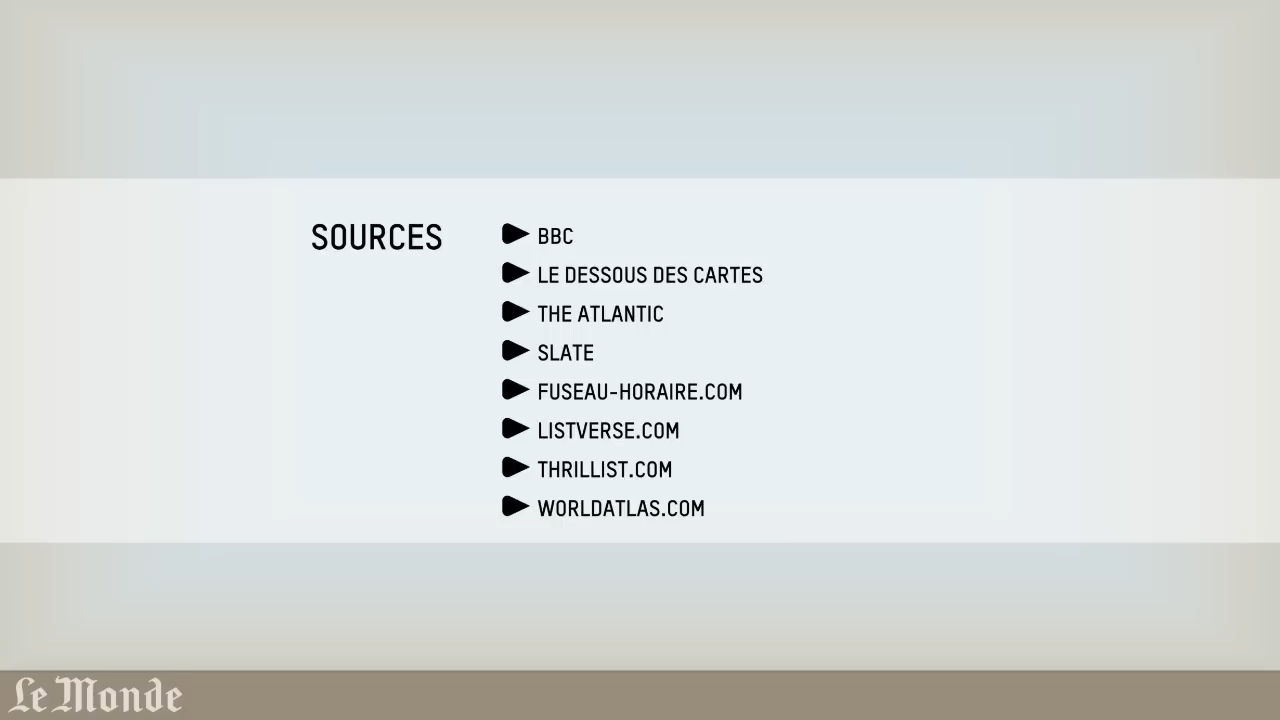 SOURCES
BBC
LE DESSOUS DES CARTES
THE ATLANTIC
SLATE
FUSEAU-HORAIRE.COM
LISTVERSE.COM
THRILLIST.COM
WORLDATLAS.COM
Le Monde